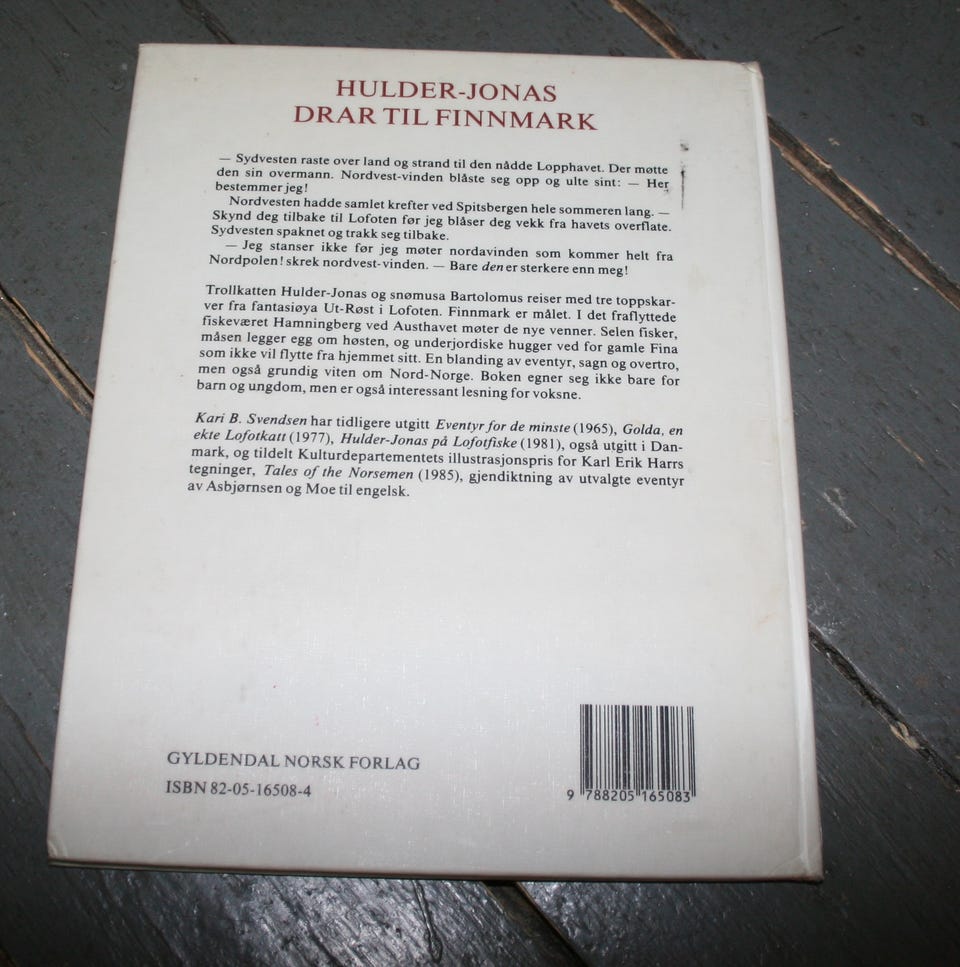 HULDER-JONAS
DRAR TIL FINNMARK
— Sydvesten raste over land og strand til den nådde Lopphavet. Der møtte
den sin overmann. Nordvest-vinden blåste seg opp og ulte sint: — Her
bestemmer jeg!
Nordvesten hadde samlet krefter ved Spitsbergen hele sommeren lang. —
Skynd deg tilbake til Lofoten før jeg blåser deg vekk fra havets overflate.
Sydvesten spaknet og trakk seg tilbake.
— Jeg stanser ikke før jeg møter nordavinden som kommer helt fra
Nordpolen! skrek nordvest-vinden. — Bare den er sterkere enn meg!
Trollkatten Hulder-Jonas og snømusa Bartolomus reiser med tre toppskar-
ver fra fantasiøya Ut-Røst i Lofoten. Finnmark er målet. I det fraflyttede
fiskeværet Hamningberg ved Austhavet møter de nye venner. Selen fisker,
måsen legger egg om høsten, og underjordiske hugger ved for gamle Fina
som ikke vil flytte fra hjemmet sitt. En blanding av eventyr, sagn og overtro,
men også grundig viten om Nord-Norge. Boken egner seg ikke bare for
barn og ungdom, men er også interessant lesning for voksne.
Kari B. Svendsen har tidligere utgitt Eventyr for de minste (1965), Golda, en
ekte Lofotkatt (1977), Hulder-Jonas på Lofotfiske (1981), også utgitt i Dan-
mark, og tildelt Kulturdepartementets illustrasjonspris for Karl Erik Harrs
tegninger, Tales of the Norsemen (1985), gjendiktning av utvalgte eventyr
av Asbjørnsen og Moe til engelsk.
GYLDENDAL NORSK FORLAG
ISBN 82-05-16508-4
9 788205 165083